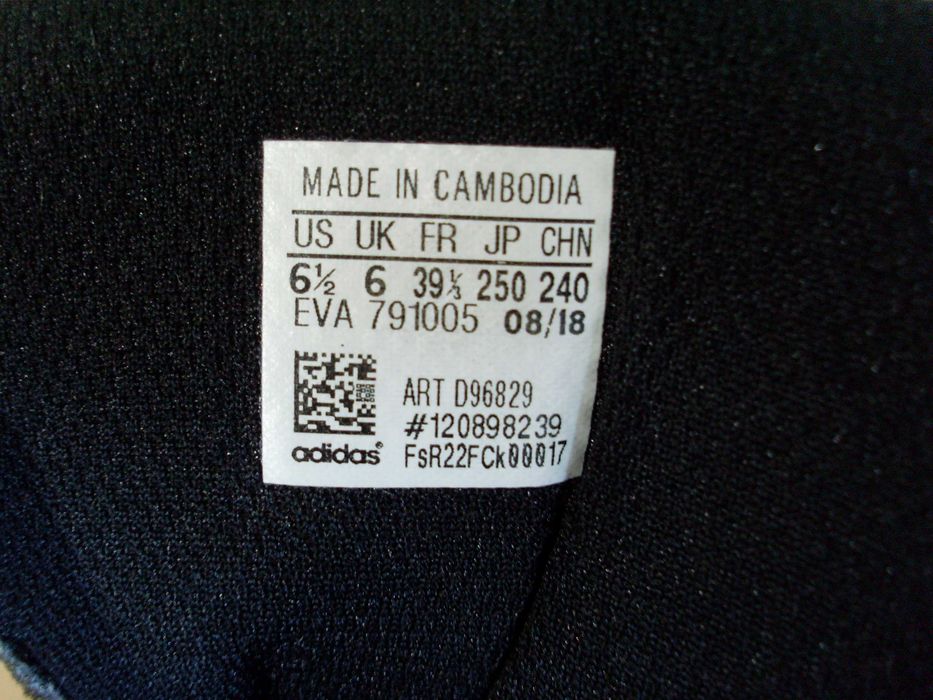 MADE IN CAMBODIA
US UK FR JP CHN
6½ 6 39⅓ 250 240
EVA 791005 08/18
ART D96829
#120898239
adidas® FsR22FCk00017